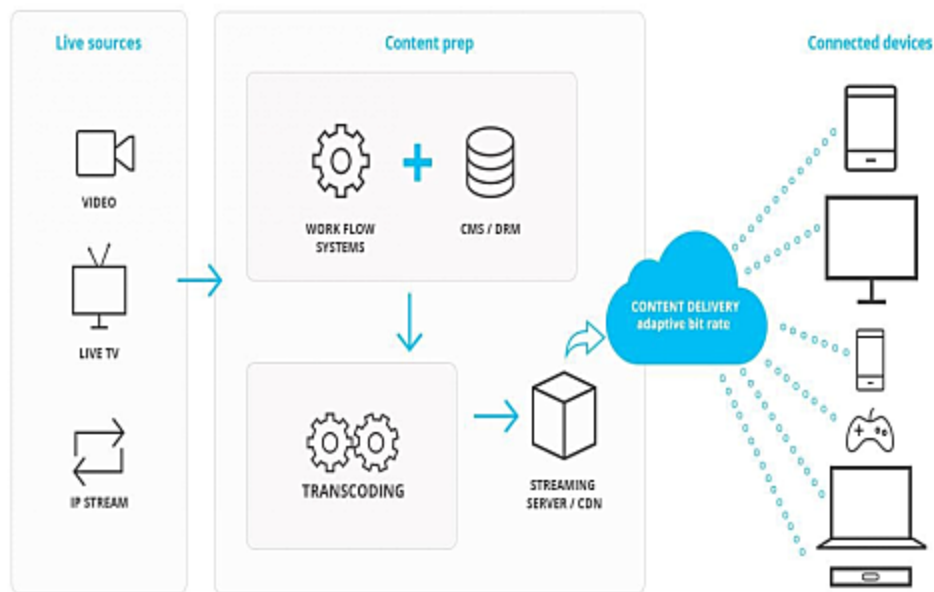 Live sources
VIDEO
LIVE TV
IP STREAM
Content prep
WORK FLOW
SYSTEMS
CMS / DRM
TRANSCODING
STREAMING
SERVER / CDN
CONTENT DELIVERY
adaptive bit rate
Connected devices